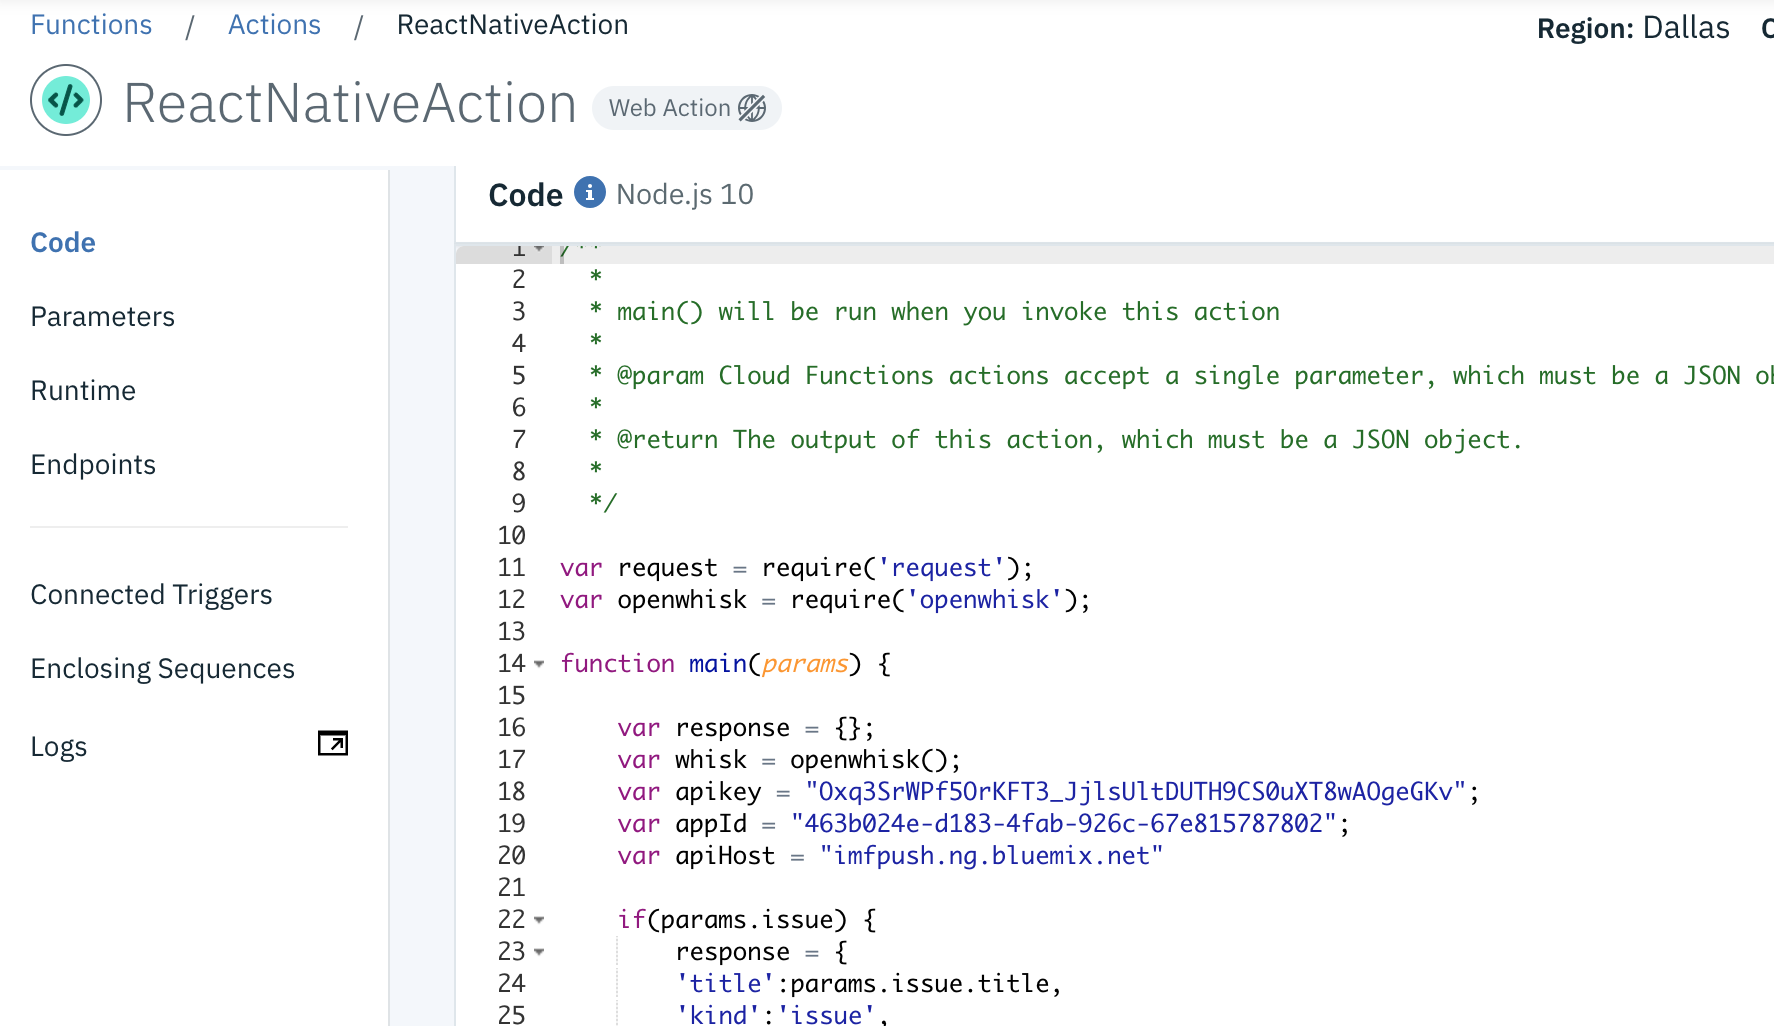 Functions / Actions / ReactNativeAction
Region: Dallas
</> ReactNativeAction Web Action
Code
Parameters
Runtime
Endpoints
Connected Triggers
Enclosing Sequences
Logs
Code i Node.js 10
1 /**
2 *
3 * main() will be run when you invoke this action
4 *
5 * @param Cloud Functions actions accept a single parameter, which must be a JSON
6 *
7 * @return The output of this action, which must be a JSON object.
8 *
9 */
10
11 var request = require('request');
12 var openwhisk = require('openwhisk');
13
14 function main(params) {
15
16 var response = {};
17 var whisk = openwhisk();
18 var apikey = "Oxq3SrWPf5OrKFT3_JjlsUltDUTH9CS0uXT8wAOgeGKv";
19 var appId = "463b024e-d183-4fab-926c-67e815787802";
20 var apiHost = "imfpush.ng.bluemix.net"
21
22 if(params.issue) {
23 response = {
24 'title':params.issue.title,
25 'kind':'issue',